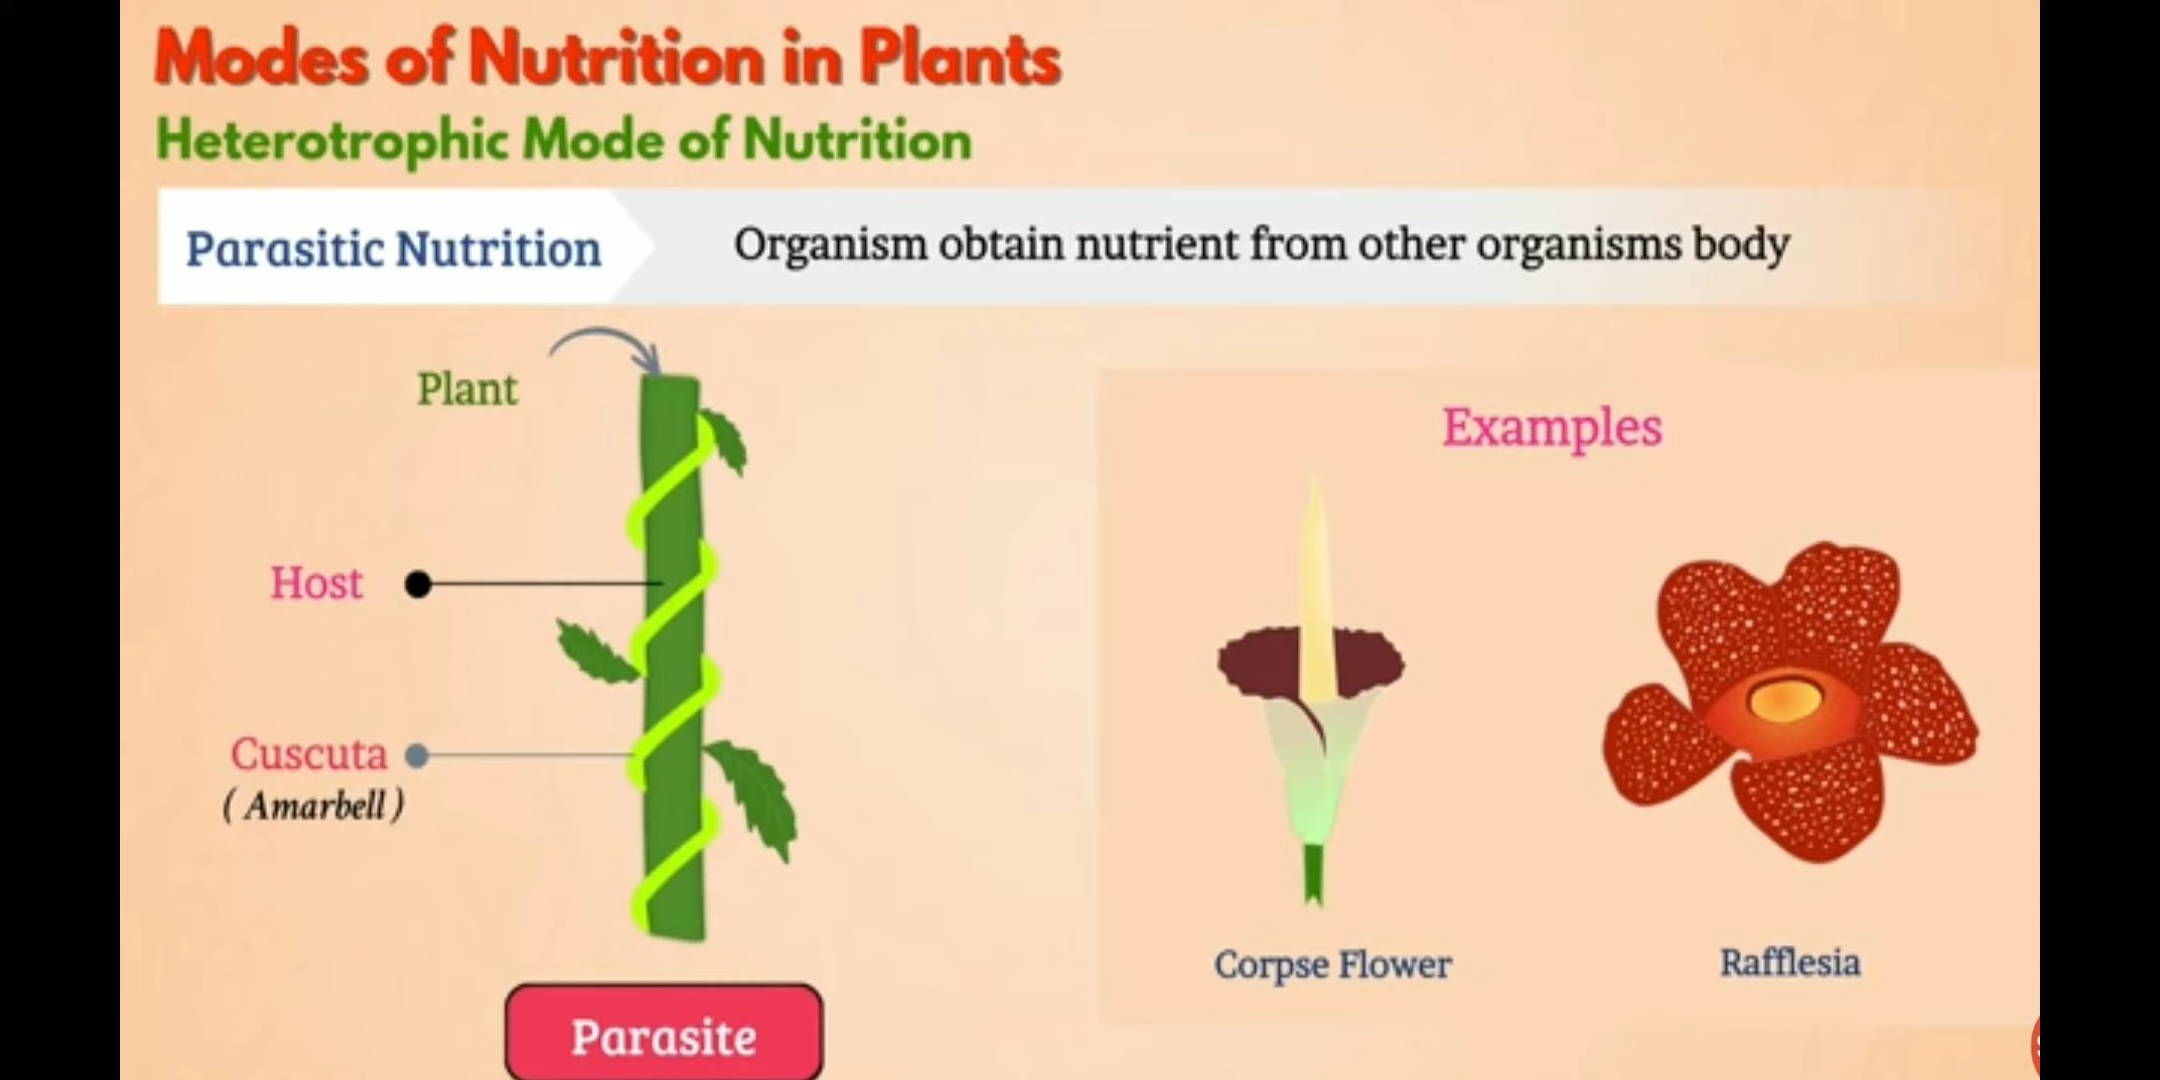 Modes of Nutrition in Plants
Heterotrophic Mode of Nutrition
Parasitic Nutrition
Organism obtain nutrient from other organisms body
Plant
Host
Cuscuta
( Amarbell )
Parasite
Examples
Corpse Flower
Rafflesia